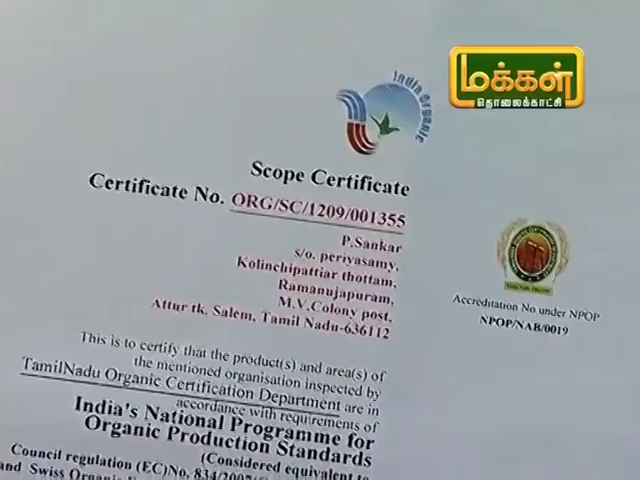 மக்கள்
தொலைக்காட்சி
India Organic
Scope Certificate
Certificate No. ORG/SC/1209/001355
P.Sankar
s/o. periyasamy,
Kolinchipattiar thottam,
Ramanujapuram,
M.V.Colony post,
Attur tk, Salem, Tamil Nadu-636112
Accreditation No under NPOP
NPOP/NAB/0019
This is to certify that the product(s) and area(s) of
the mentioned organisation inspected by
TamilNadu Organic Certification Department are in
accordance with requirements of
India's National Programme for
Organic Production Standards
(Considered equivalent to
Council regulation (EC)No, 834/2007
and Swiss